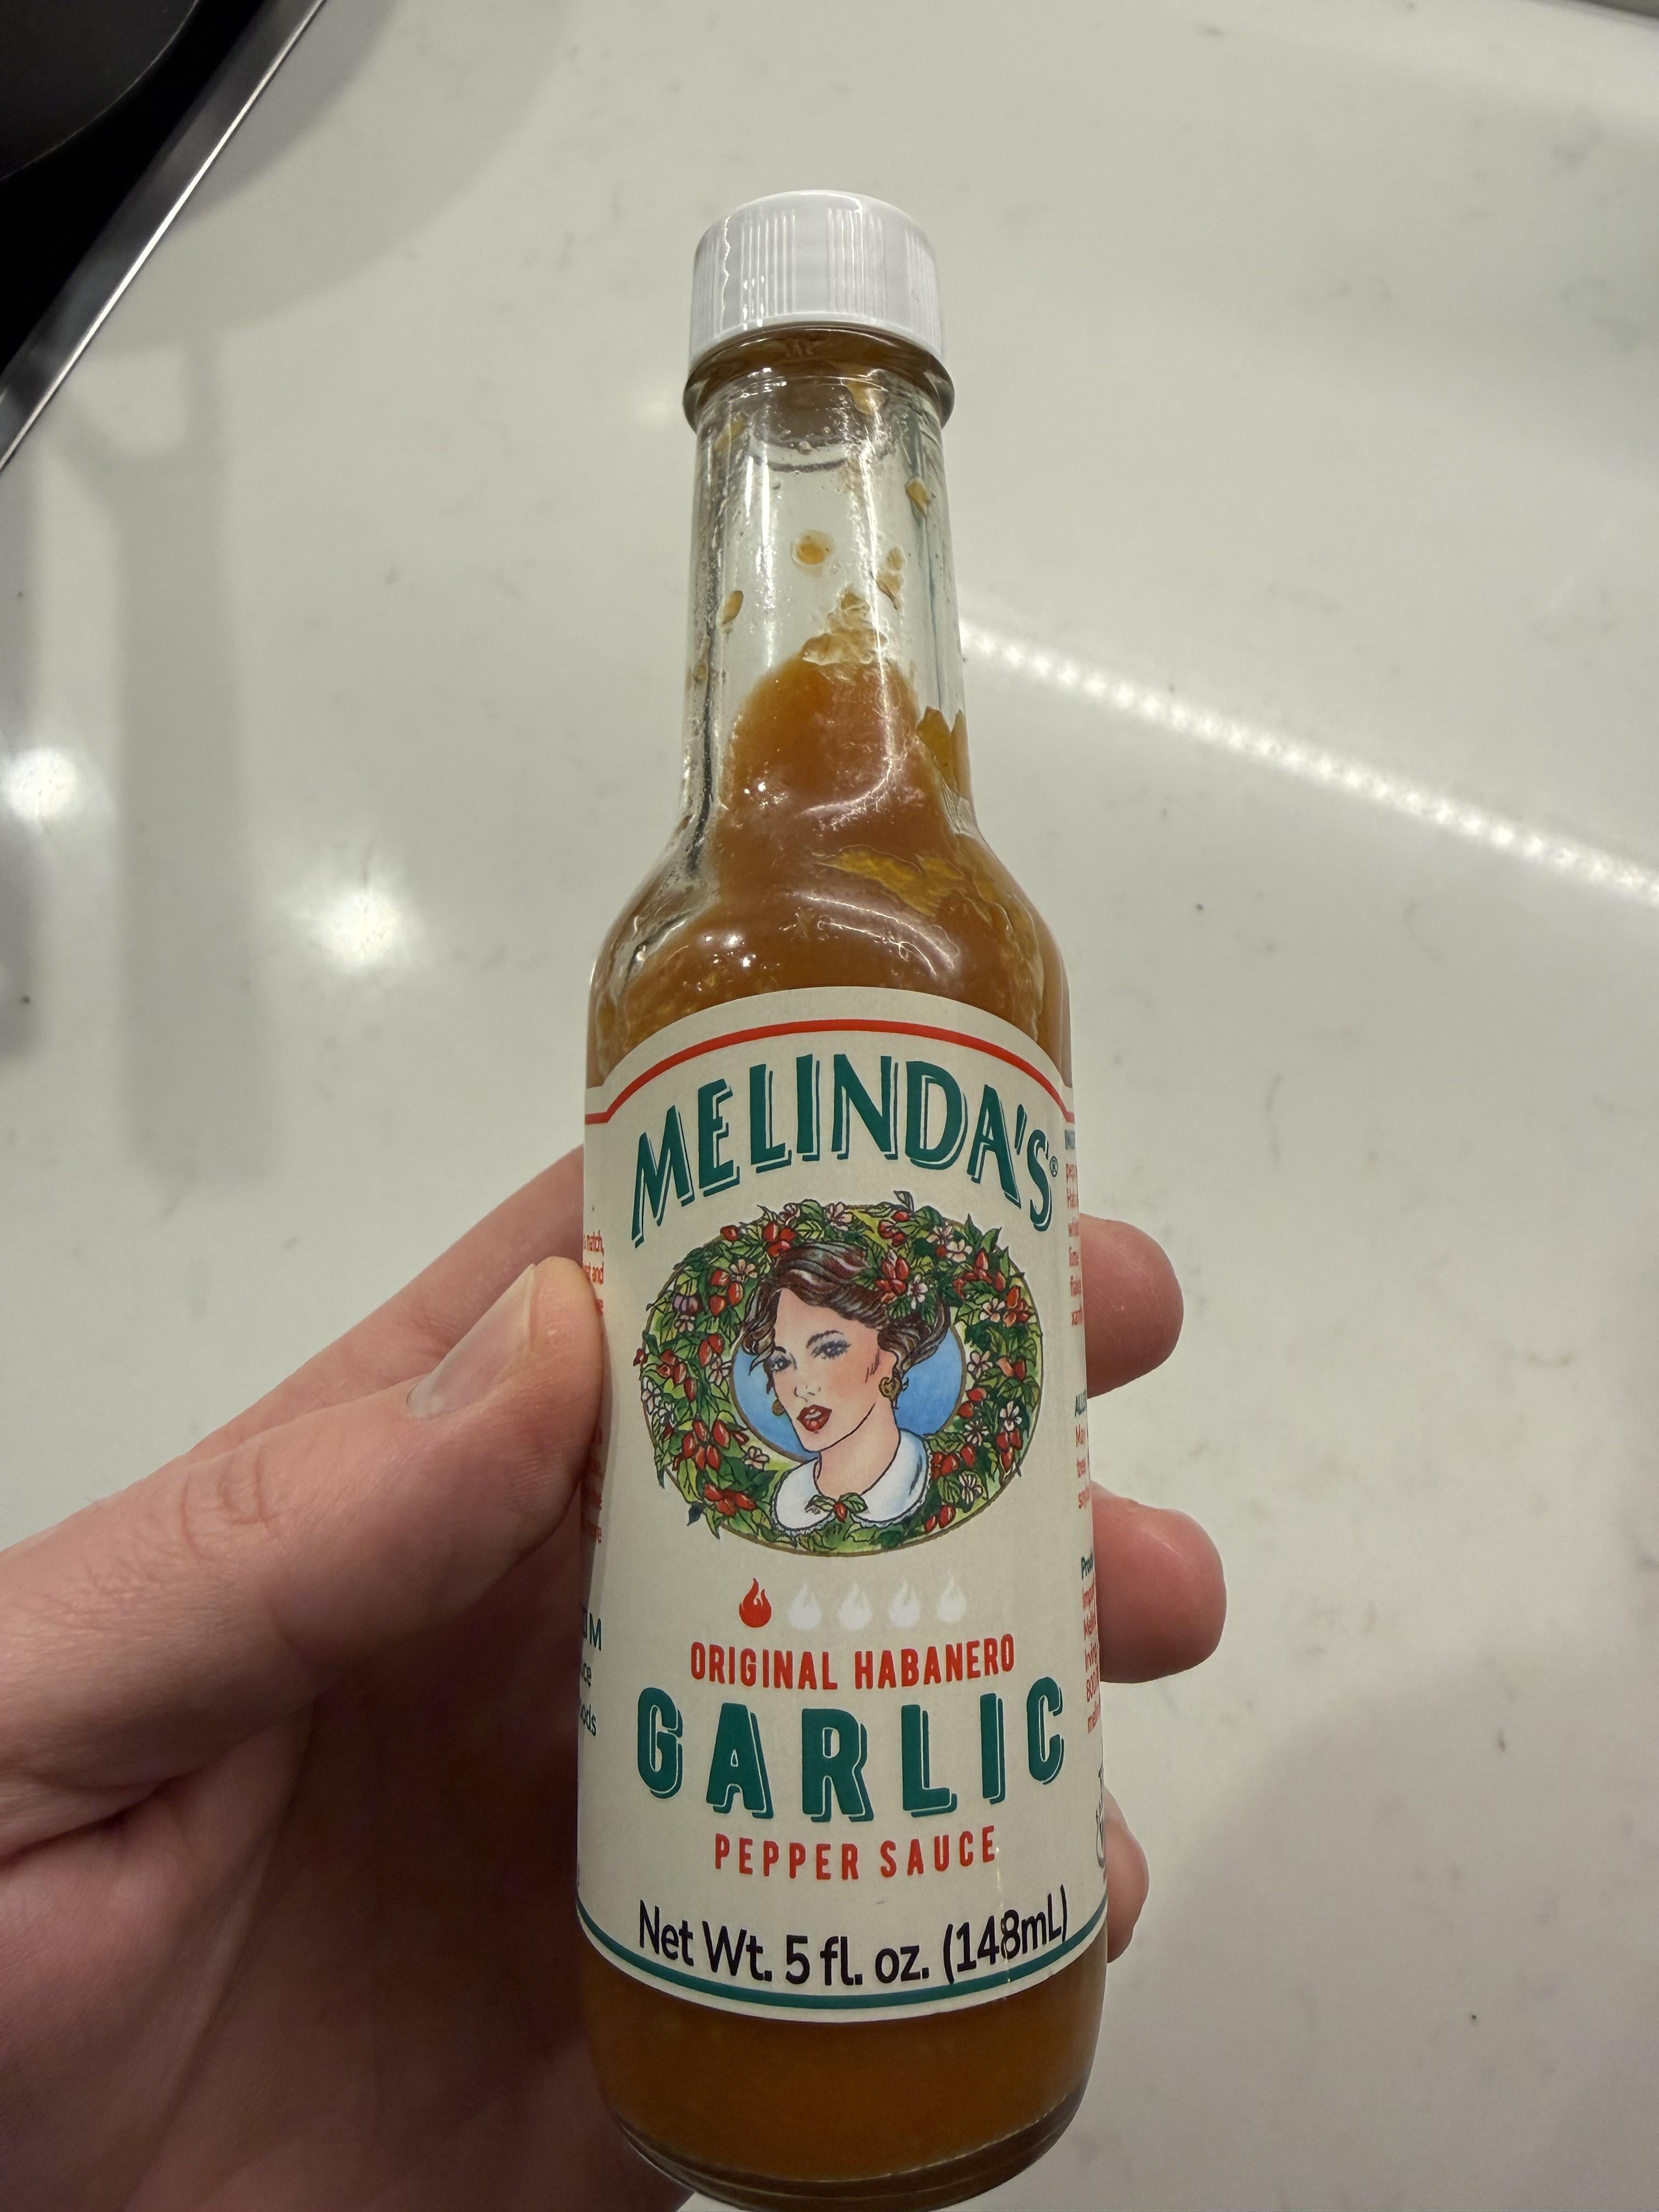 MELINDA'S®
ORIGINAL HABANERO
GARLIC
PEPPER SAUCE
Net Wt. 5 fl. oz. (148mL)